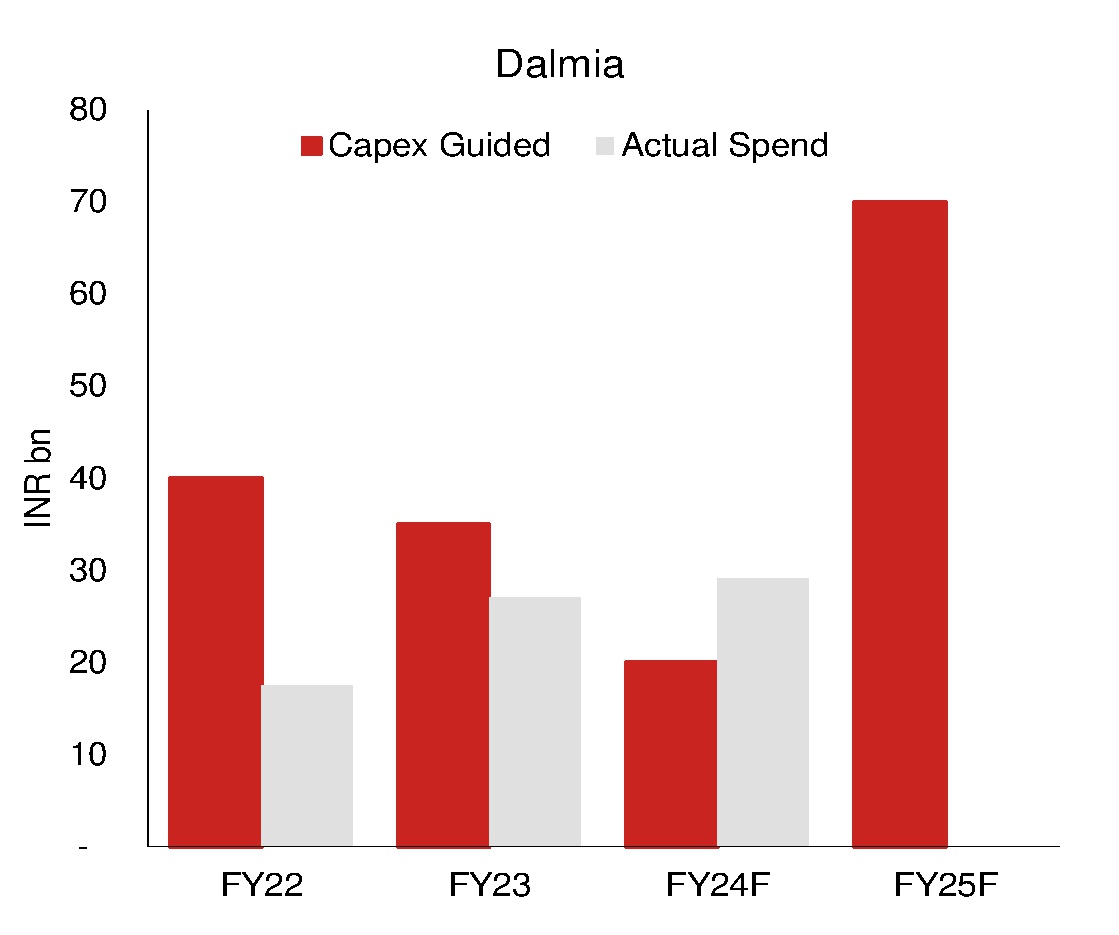 Dalmia
Capex Guided
Actual Spend
80
70
60
50
40
30
20
10
-
INR bn
FY22
FY23
FY24F
FY25F